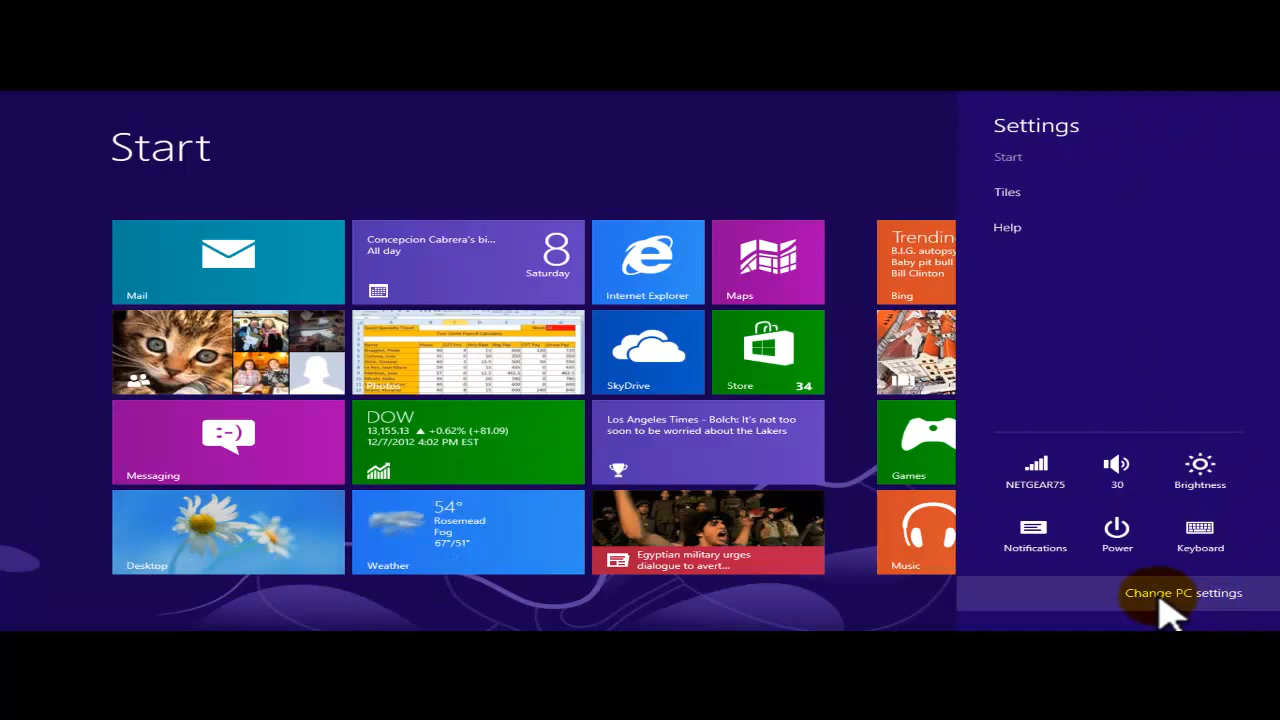 Start
Mail
Concepcion Cabrera's bi...
All day
8
Saturday
Internet Explorer
Maps
Trendin
B.I.G. autopsy
Baby pit bull
Bill Clinton
Bing
Photos
SkyDrive
Store
34
Messaging
DOW
13,155.13 ▲ +0.62% (+81.09)
12/7/2012 4:02 PM EST
Los Angeles Times - Bolch: It's not too
soon to be worried about the Lakers
Games
Desktop
54°
Rosemead
Fog
67°/51°
Weather
Egyptian military urges
dialogue to avert...
Music
Settings
Start
Tiles
Help
NETGEAR75
30
Brightness
Notifications
Power
Keyboard
Change PC settings